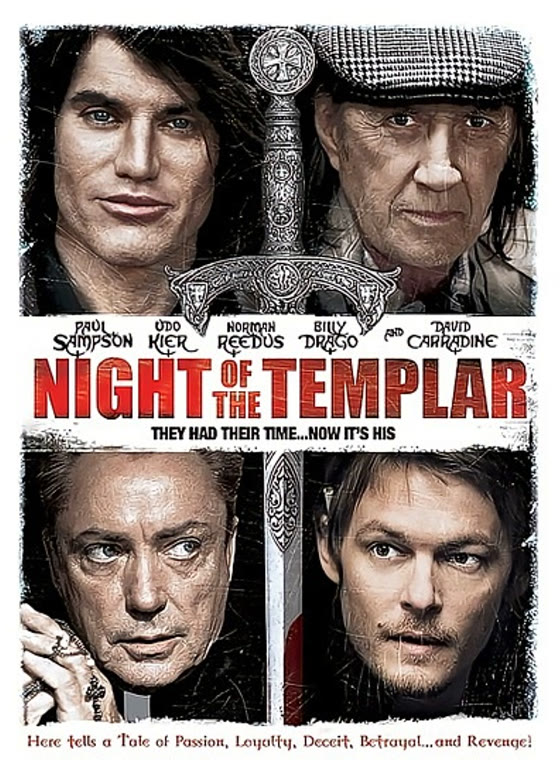 PAUL SAMPSON UDO KIER NORMAN REEDUS BILLY DRAGO AND DAVID CARRADINE
NIGHT OF THE TEMPLAR
THEY HAD THEIR TIME...NOW IT'S HIS
Here tells a Tale of Passion, Loyalty, Deceit, Betrayal...and Revenge!